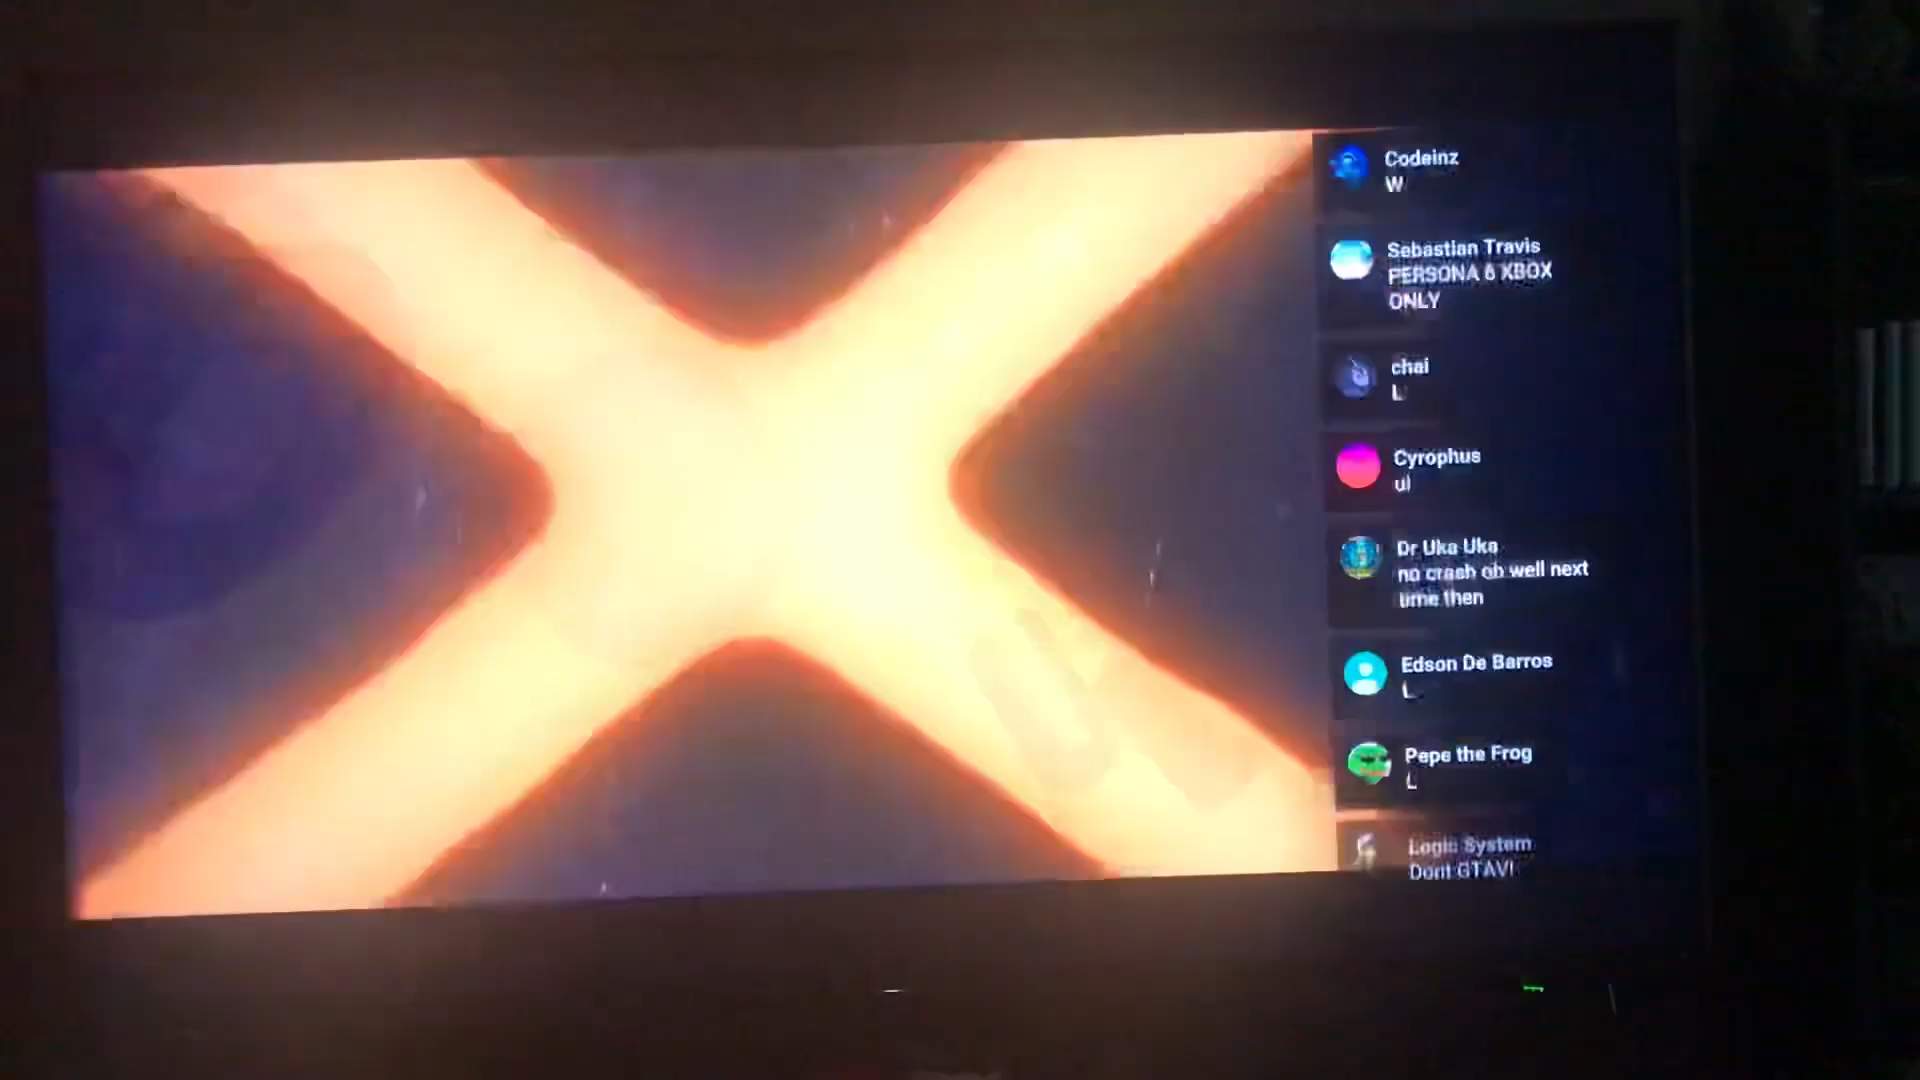 Codeinz
W
Sebastian Travis
PERSONA 6 XBOX
ONLY
chai
L
Cyrophus
ul
Dr Uka Uka
no crash oh well next
time then
Edson De Barros
L
Pepe the Frog
L
Logic System
Dont GTAVI